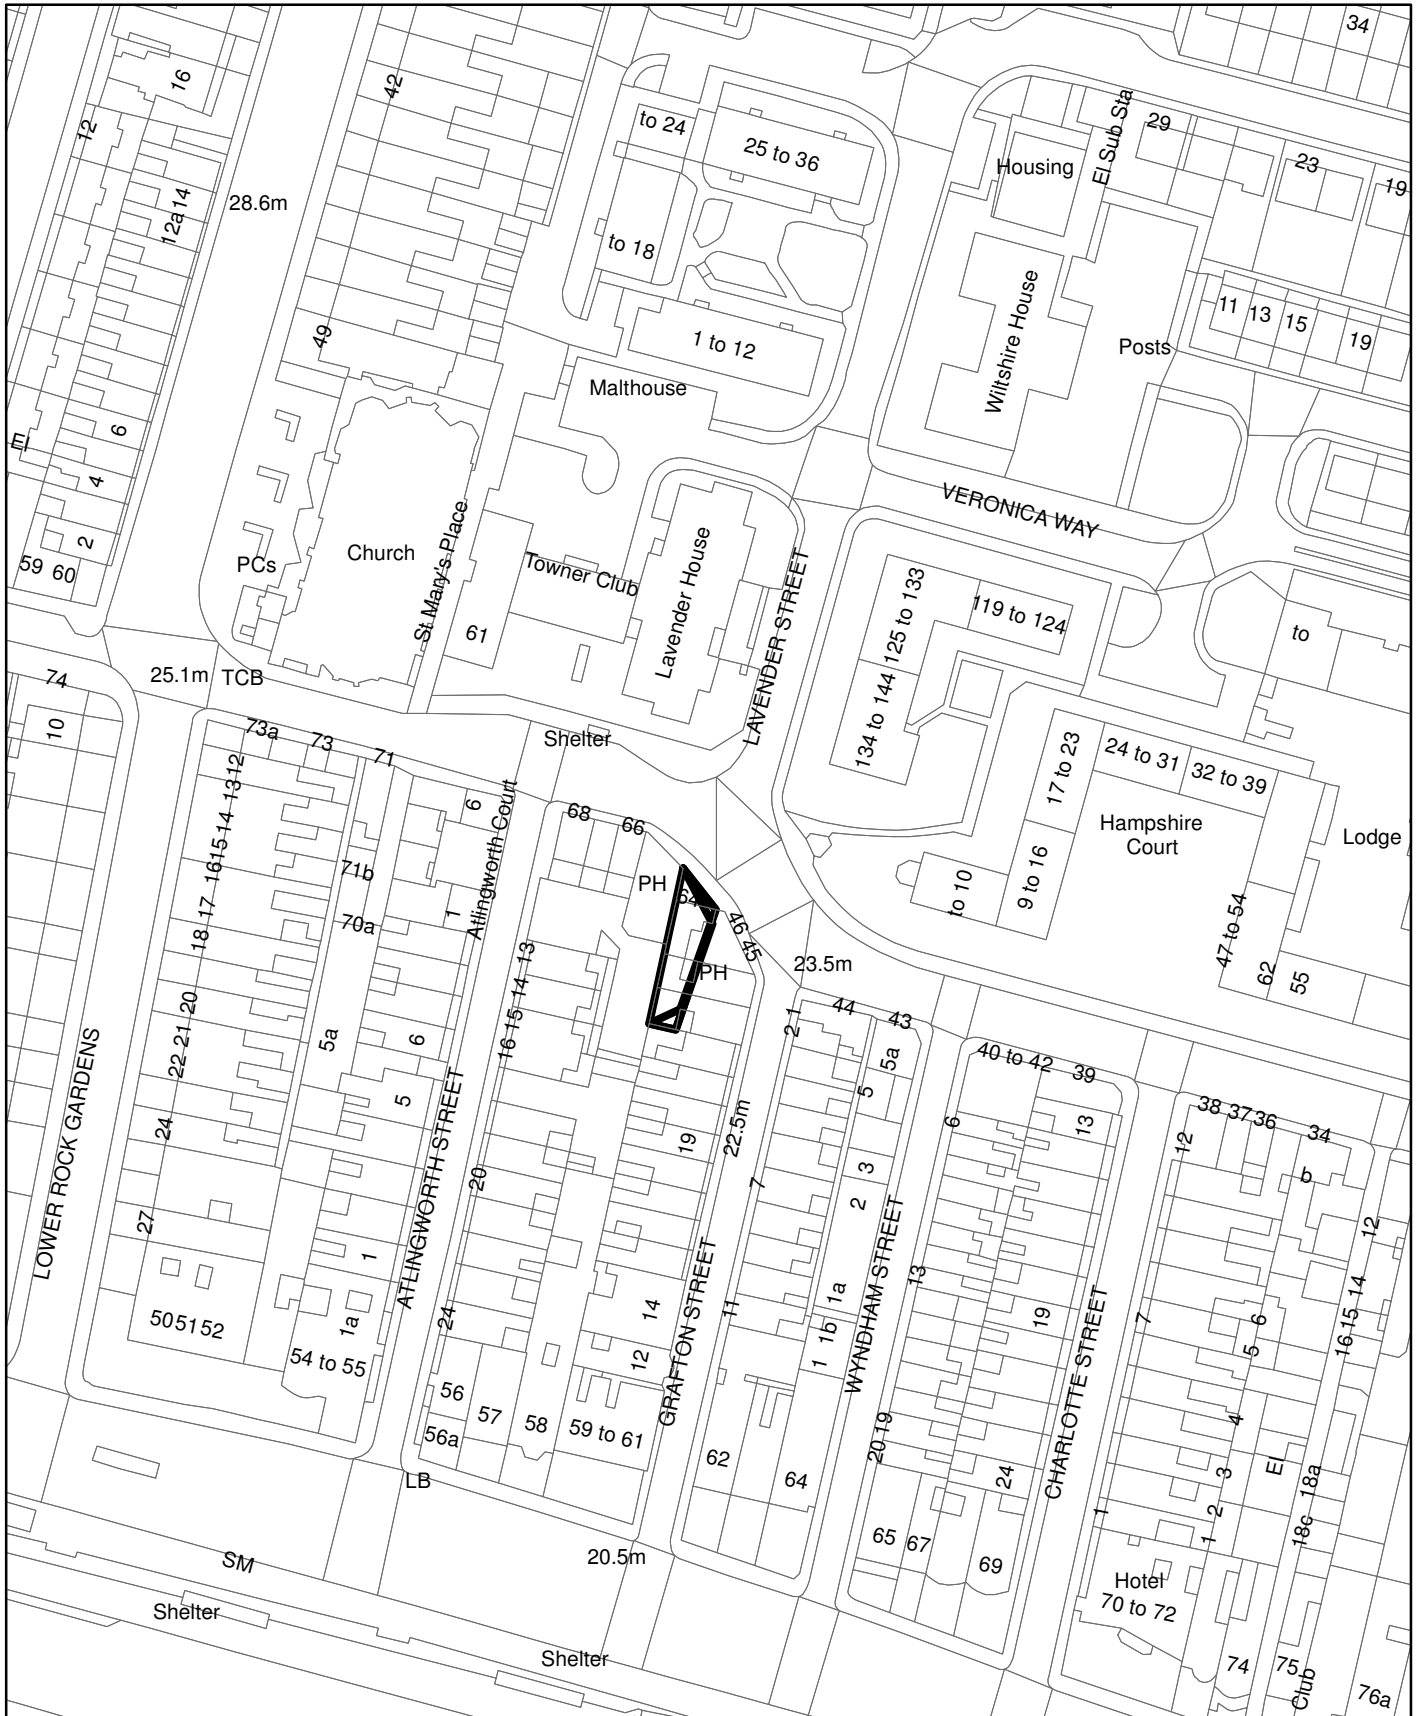 34
16
42
12
to 24
25 to 36
Housing
El Sub Sta
29
23
19
14
12a
28.6m
to 18
11
13
15
19
49
1 to 12
Wiltshire House
Posts
Malthouse
6
El
4
2
59
60
PCs
Church
St Mary's Place
Towner Club
61
Lavender House
LAVENDER STREET
VERONICA WAY
125 to 133
119 to 124
134 to 144
to
74
10
25.1m
TCB
73a
73
71
Shelter
12
13
14
15
16
17
18
20
21
22
24
27
6
Atlingworth Court
68
66
PH
64
46
45
PH
23.5m
17 to 23
24 to 31
32 to 39
Hampshire
Court
Lodge
to 10
9 to 16
47 to 54
62
55
71b
70a
1
13
14
15
16
5a
6
5
44
43
1
2
5a
5
3
2
40 to 42
39
6
13
38
37
36
34
b
12
12
14
15
16
LOWER ROCK GARDENS
ATLINGWORTH STREET
20
19
22.5m
7
WYNDHAM STREET
1
1a
50
51
52
54 to 55
24
14
12
GRAFTON STREET
11
1a
1b
1
13
19
CHARLOTTE STREET
7
6
5
4
3
2
1
El
18a
18c
56
56a
57
58
59 to 61
62
64
20
19
24
1
LB
65
67
69
20.5m
SM
Shelter
Shelter
Hotel
70 to 72
74
75
Club
76a